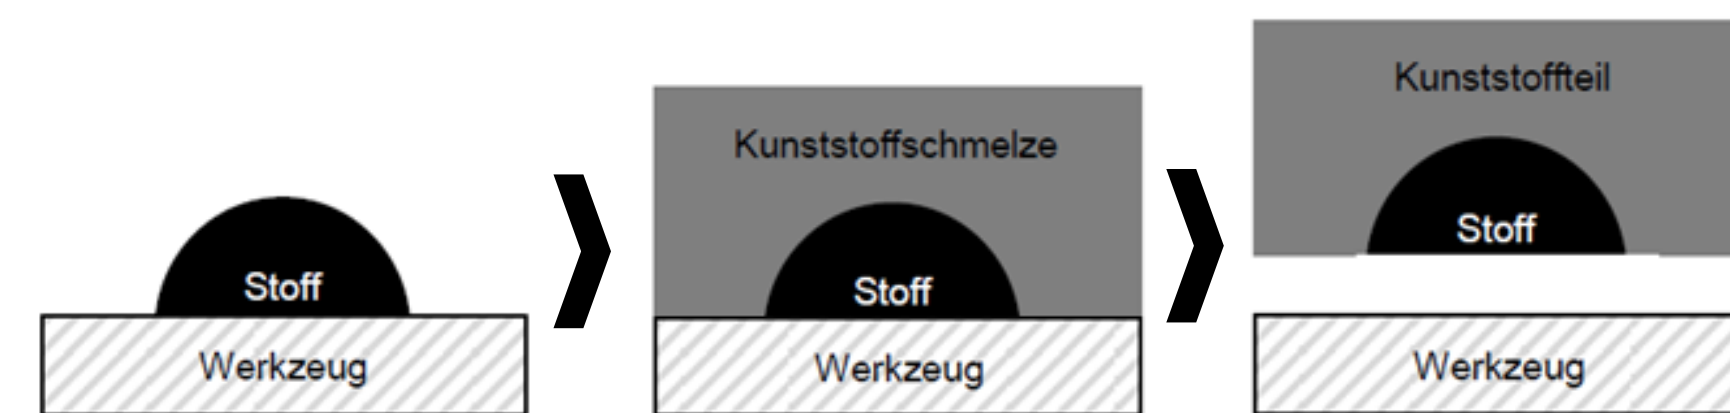 Stoff
Werkzeug
Kunststoffschmelze
Stoff
Werkzeug
Kunststoffteil
Stoff
Werkzeug